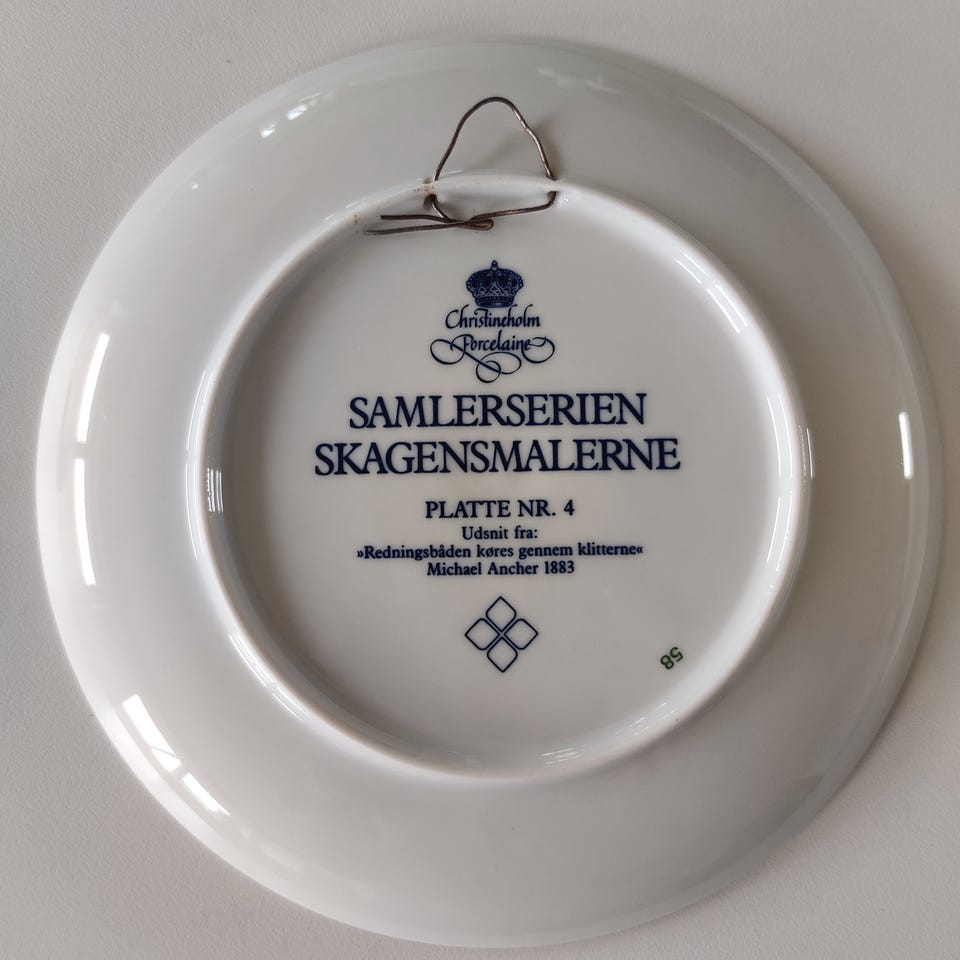 Christineholm
Porcelaine
SAMLERSERIEN
SKAGENSMALERNE
PLATTE NR. 4
Udsnit fra:
»Redningsbåden køres gennem klitterne«
Michael Ancher 1883
58